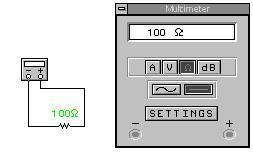 Multimeter
100 Ω
A V Ω dB
SETTINGS
− +
− +
100Ω